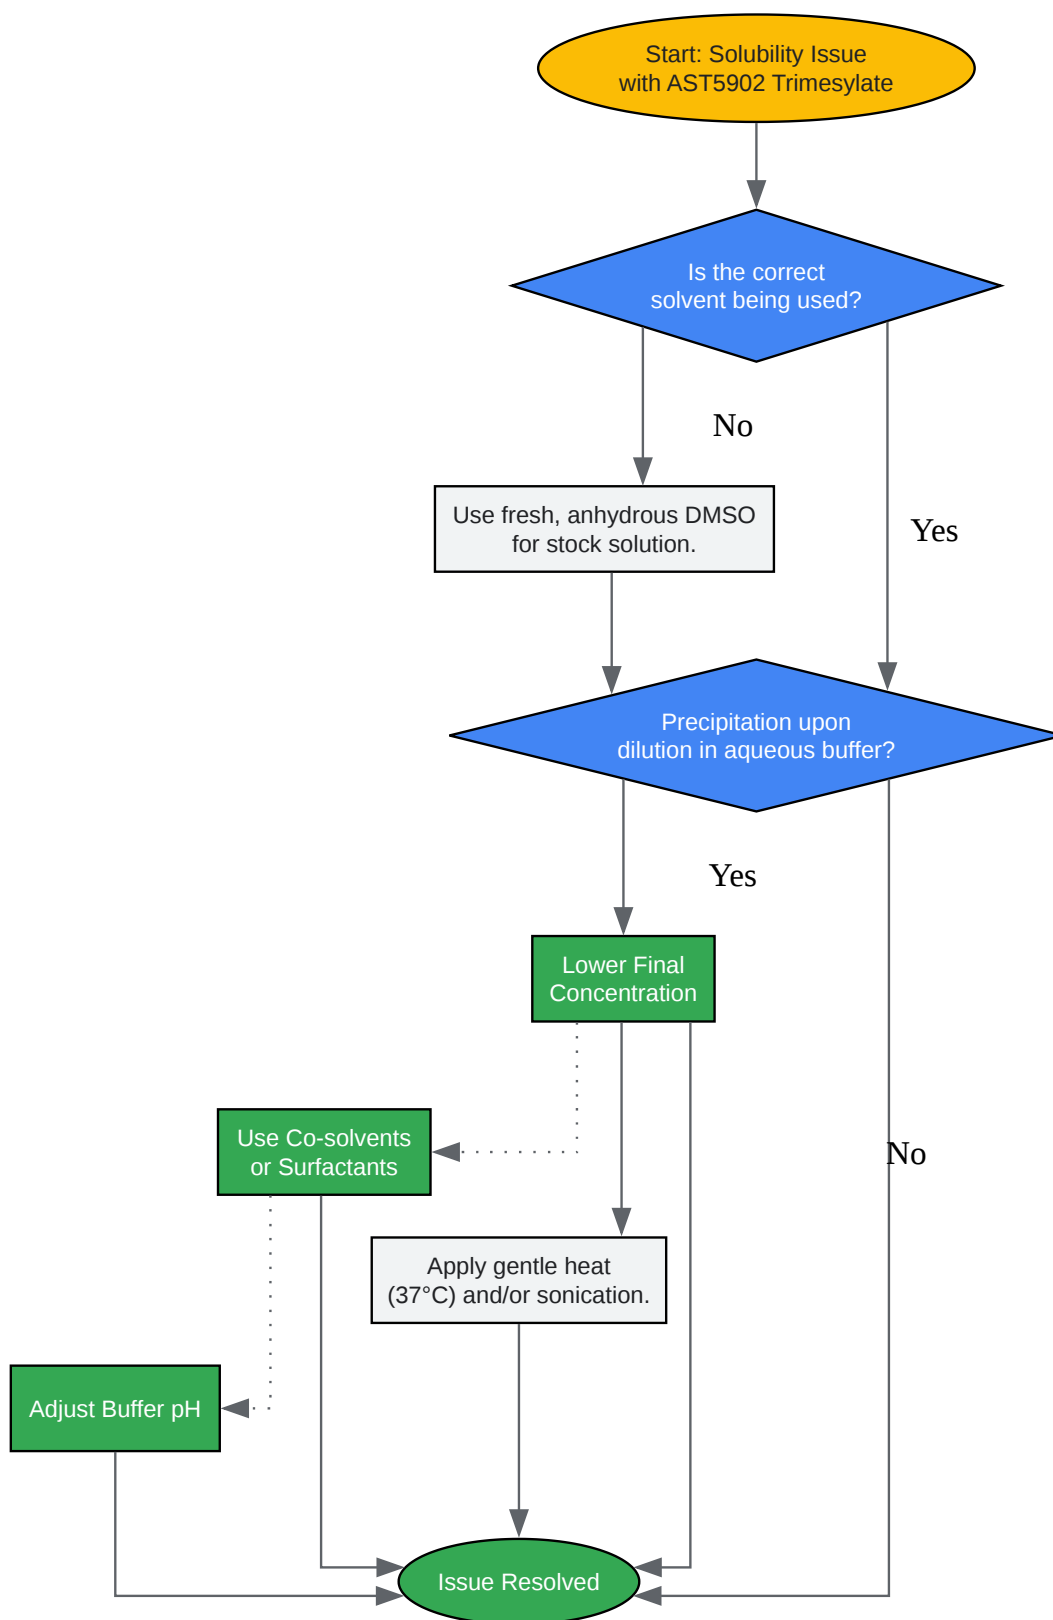 Start: Solubility Issue
with AST5902 Trimesylate
Is the correct
solvent being used?
No
Use fresh, anhydrous DMSO
for stock solution.
Yes
Precipitation upon
dilution in aqueous buffer?
Yes
Lower Final
Concentration
Use Co-solvents
or Surfactants
No
Apply gentle heat
(37°C) and/or sonication.
Adjust Buffer pH
Issue Resolved